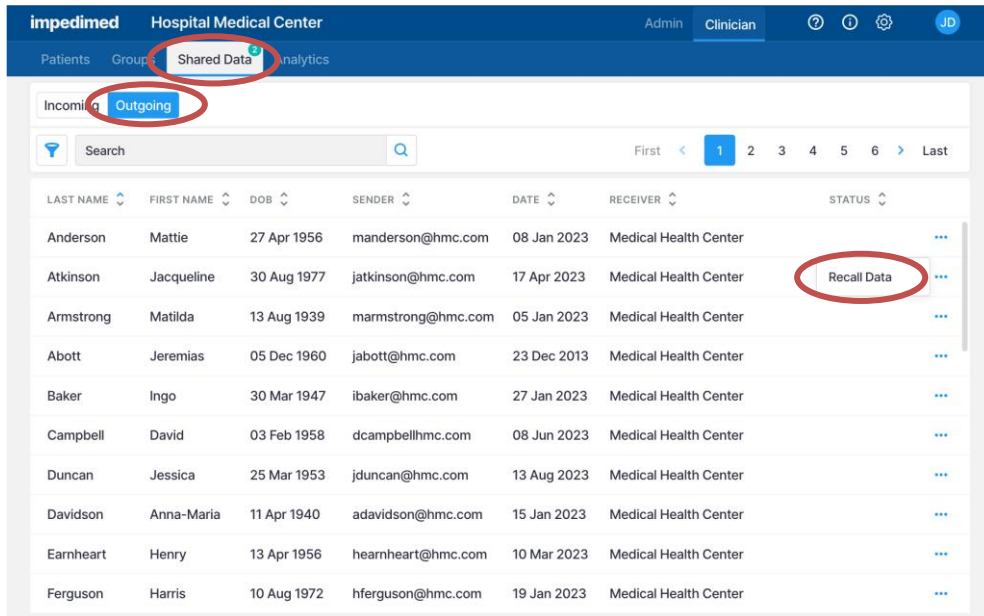 impedimed Hospital Medical Center Admin Clinician JD
Patients Groups Shared Data 2 Analytics
Incoming Outgoing
Search First 1 2 3 4 5 6 Last
LAST NAME FIRST NAME DOB SENDER DATE RECEIVER STATUS
Anderson Mattie 27 Apr 1956 manderson@hmc.com 08 Jan 2023 Medical Health Center
Atkinson Jacqueline 30 Aug 1977 jatkinson@hmc.com 17 Apr 2023 Medical Health Center Recall Data
Armstrong Matilda 13 Aug 1939 marmstrong@hmc.com 05 Jan 2023 Medical Health Center
Abott Jeremias 05 Dec 1960 jabott@hmc.com 23 Dec 2013 Medical Health Center
Baker Ingo 30 Mar 1947 ibaker@hmc.com 27 Jan 2023 Medical Health Center
Campbell David 03 Feb 1958 dcampbellhmc.com 08 Jun 2023 Medical Health Center
Duncan Jessica 25 Mar 1953 jduncan@hmc.com 13 Aug 2023 Medical Health Center
Davidson Anna-Maria 11 Apr 1940 adavidson@hmc.com 15 Jan 2023 Medical Health Center
Earnheart Henry 13 Apr 1956 hearnheart@hmc.com 10 Mar 2023 Medical Health Center
Ferguson Harris 10 Aug 1972 hferguson@hmc.com 19 Jan 2023 Medical Health Center